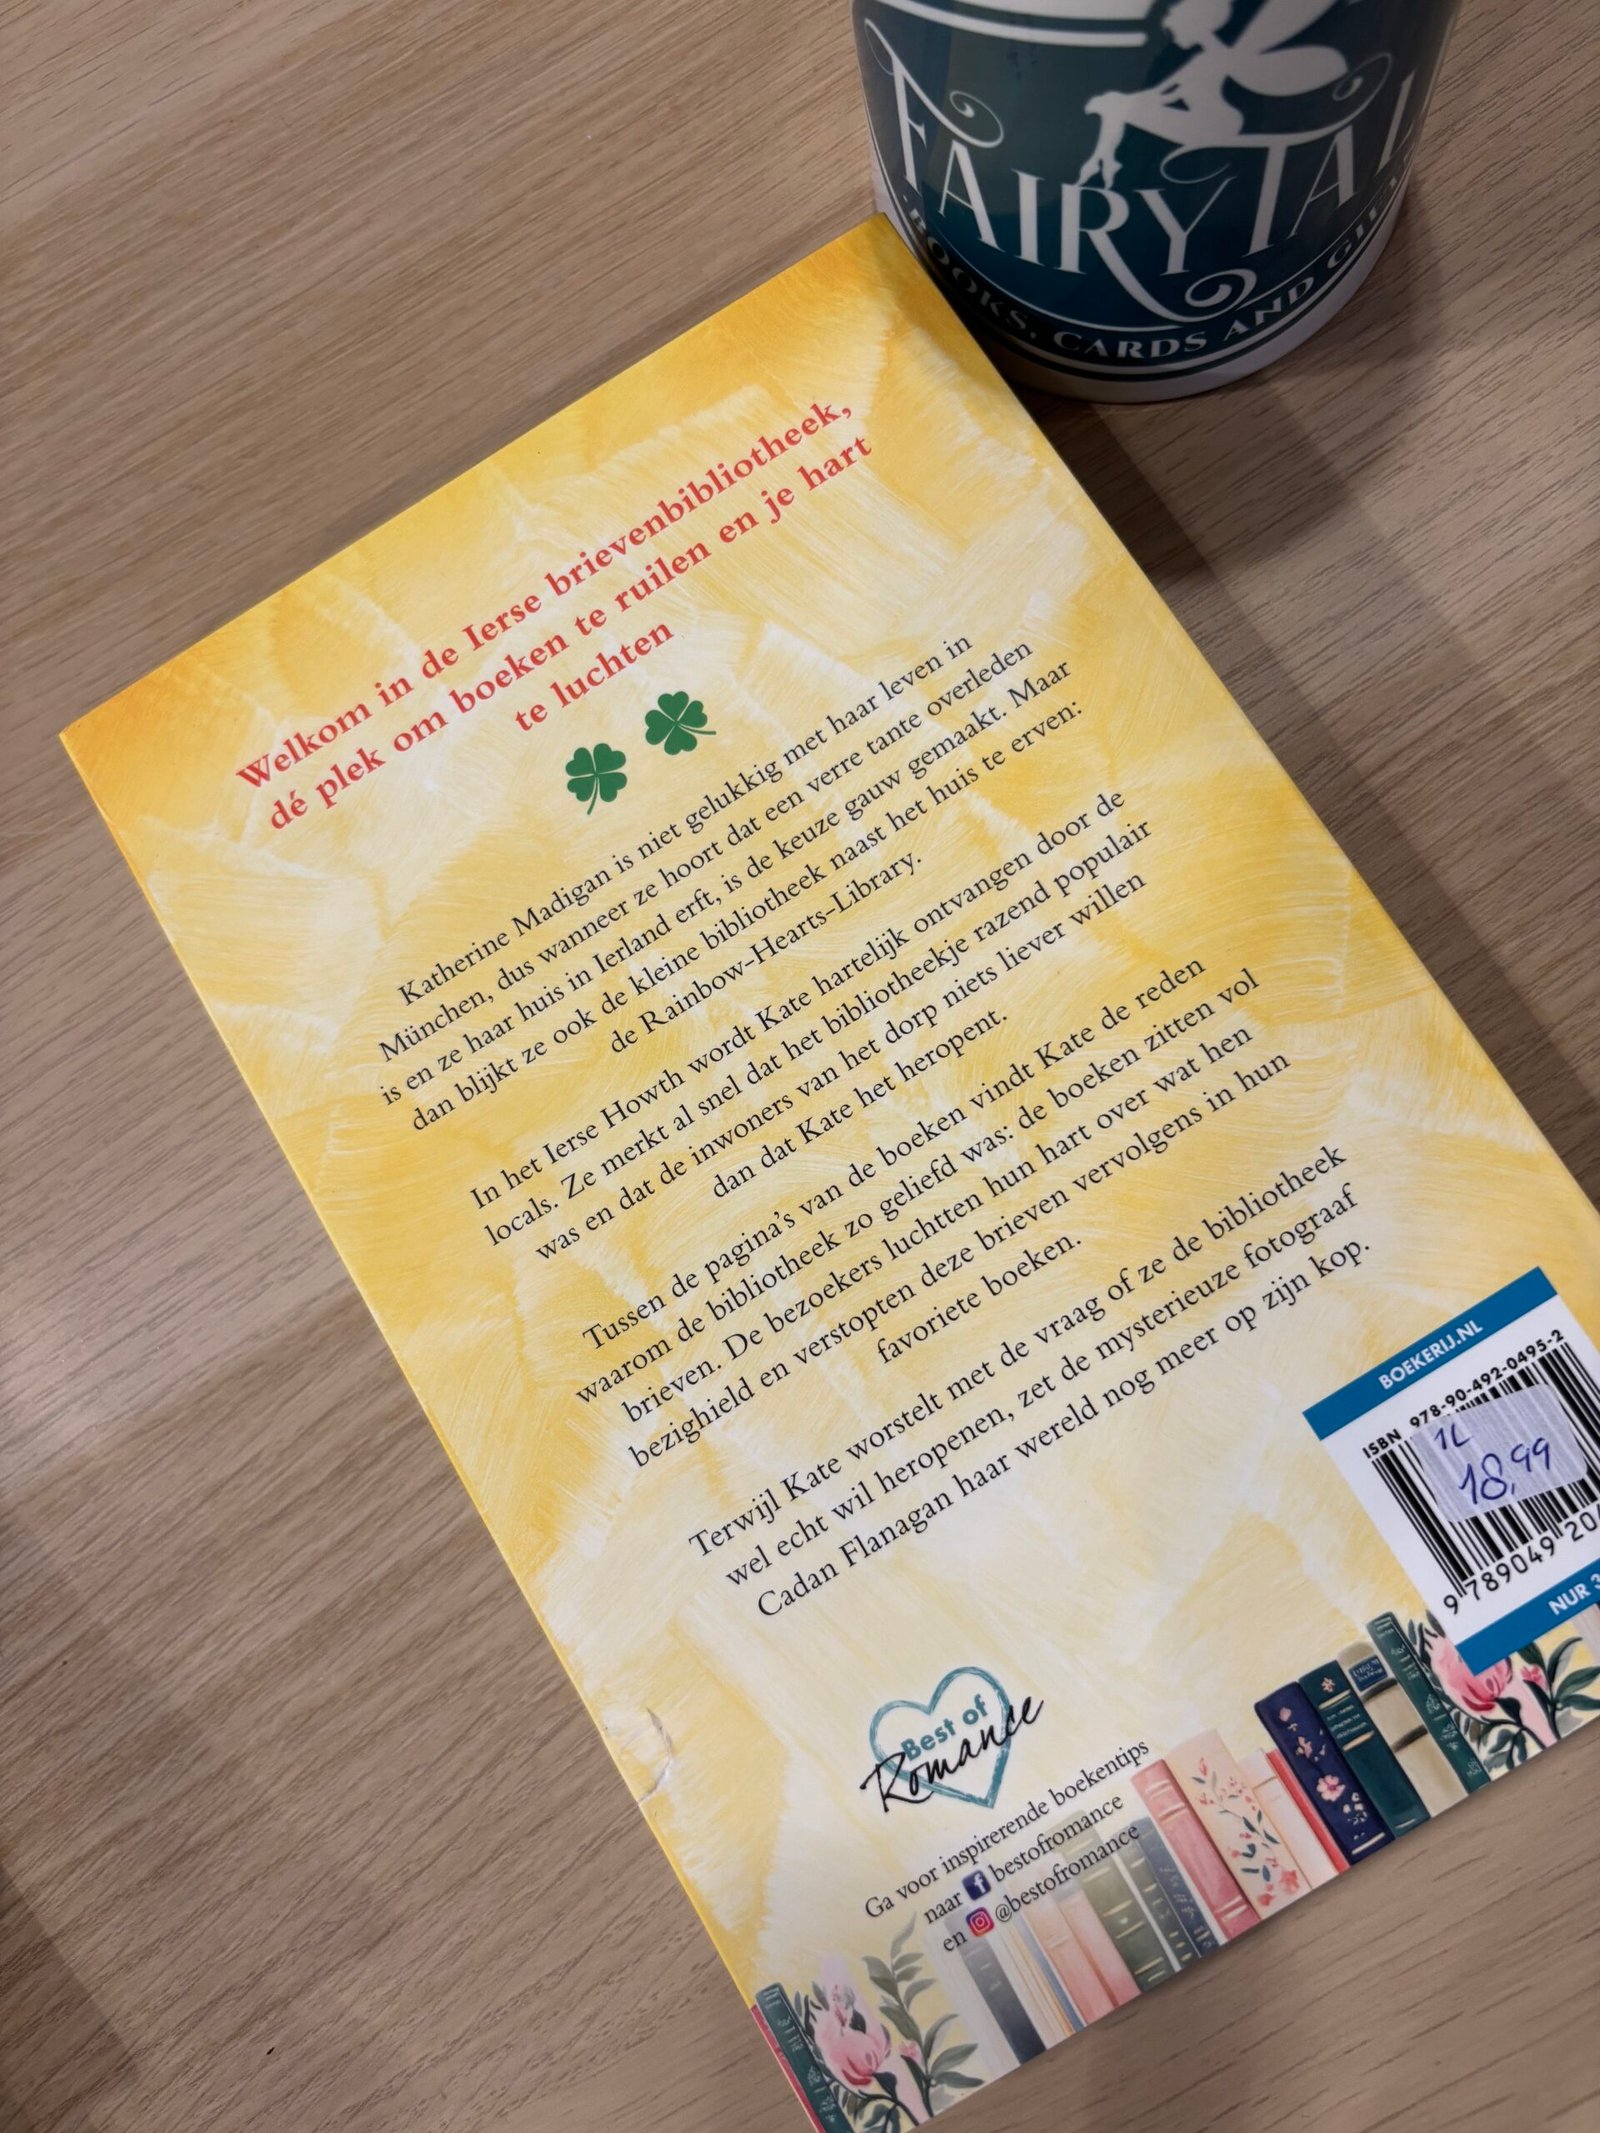 FAIRYTAL
BOOKS, CARDS AND
Welkom in de Ierse brievenbibliotheek,
dé plek om boeken te ruilen en je hart
te luchten
Katherine Madigan is niet gelukkig met haar leven in
München, dus wanneer ze hoort dat een verre tante overleden
is en ze haar huis in Ierland erft, is de keuze gauw gemaakt. Maar
dan blijkt ze ook de kleine bibliotheek naast het huis te erven:
de Rainbow-Hearts-Library.
In het Ierse Howth wordt Kate hartelijk ontvangen door de
locals. Ze merkt al snel dat het bibliotheekje razend populair
was en dat de inwoners van het dorp niets liever willen
dan dat Kate het heropent.
Tussen de pagina's van de boeken vindt Kate de reden
waarom de bibliotheek zo geliefd was: de boeken zitten vol
brieven. De bezoekers luchtten hun hart over wat hen
bezighield en verstopten deze brieven vervolgens in hun
favoriete boeken.
Terwijl Kate worstelt met de vraag of ze de bibliotheek
wel echt wil heropenen, zet de mysterieuze fotograaf
Cadan Flanagan haar wereld nog meer op zijn kop.
BOEKERIJ.NL
ISBN 978-90-492-0495-2
1L
18,99
9 789049 20
NUR 3
Best of
Romance
Ga voor inspirerende boekentips
naar bestofromance
en @bestofromance